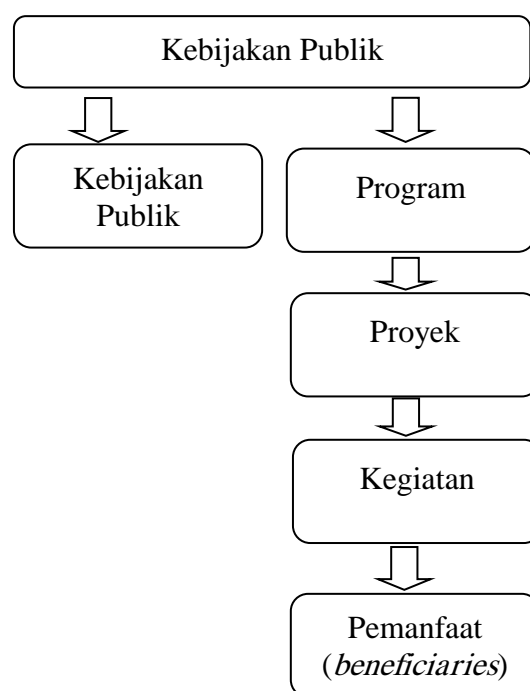 Kebijakan Publik
Kebijakan
Publik
Program
Proyek
Kegiatan
Pemanfaat
(beneficiaries)